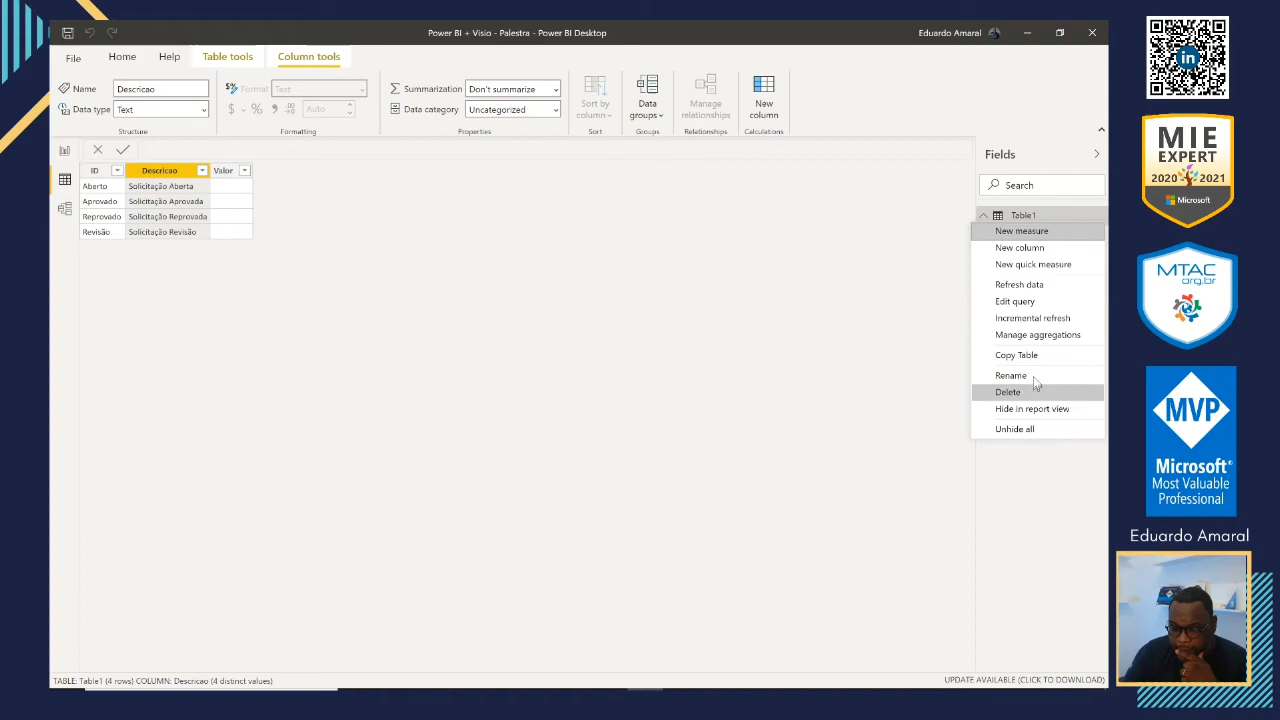 Power BI + Visio - Palestra - Power BI Desktop
Eduardo Amaral
File Home Help Table tools Column tools
Name Descricao
Data type Text
Structure
Format Text
$ % Auto
Formatting
Summarization Don't summarize
Data category Uncategorized
Properties
Sort by column
Sort
Data groups
Groups
Manage relationships
Relationships
New column
Calculations
ID Descricao Valor
Aberto Solicitação Aberta
Aprovado Solicitação Aprovada
Reprovado Solicitação Reprovada
Revisão Solicitação Revisão
Fields
Search
Table1
New measure
New column
New quick measure
Refresh data
Edit query
Incremental refresh
Manage aggregations
Copy Table
Rename
Delete
Hide in report view
Unhide all
TABLE: Table1 (4 rows) COLUMN: Descricao (4 distinct values)
UPDATE AVAILABLE (CLICK TO DOWNLOAD)
in
MIE
EXPERT
2020 2021
Microsoft
MTAC
org.br
MVP
Microsoft®
Most Valuable
Professional
Eduardo Amaral